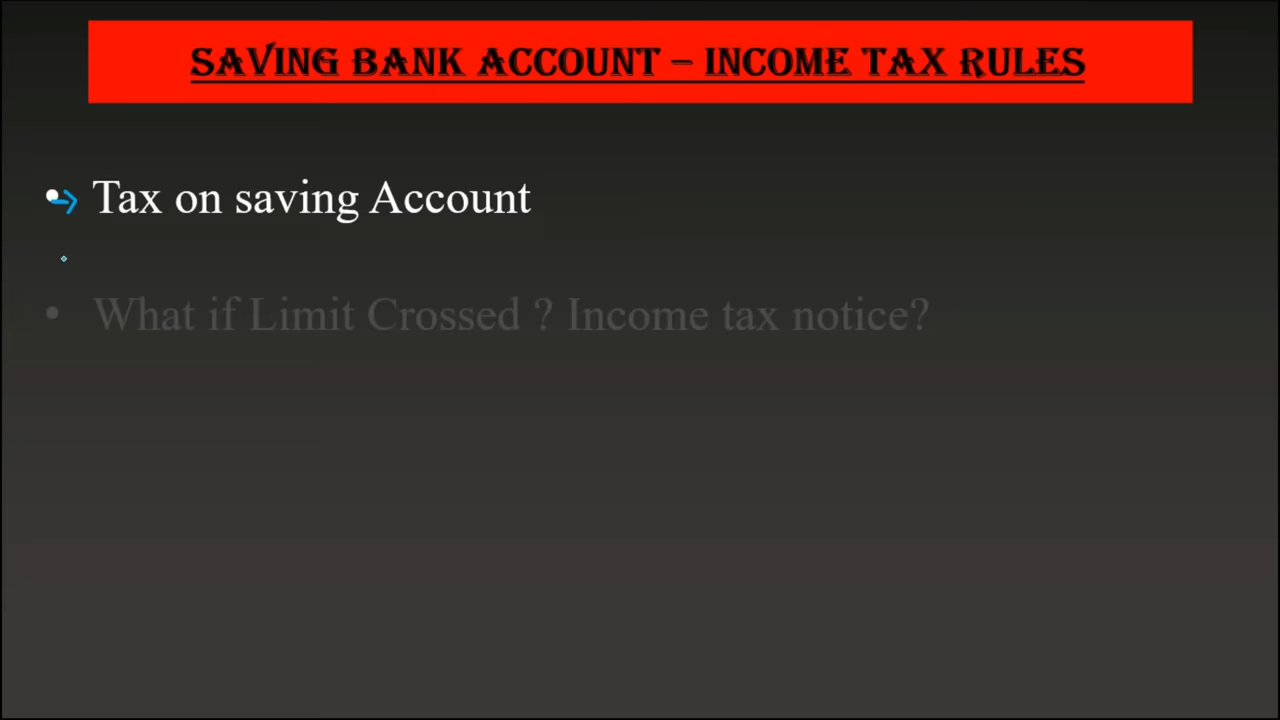 SAVING BANK ACCOUNT – INCOME TAX RULES
• Tax on saving Account
• What if Limit Crossed ? Income tax notice?